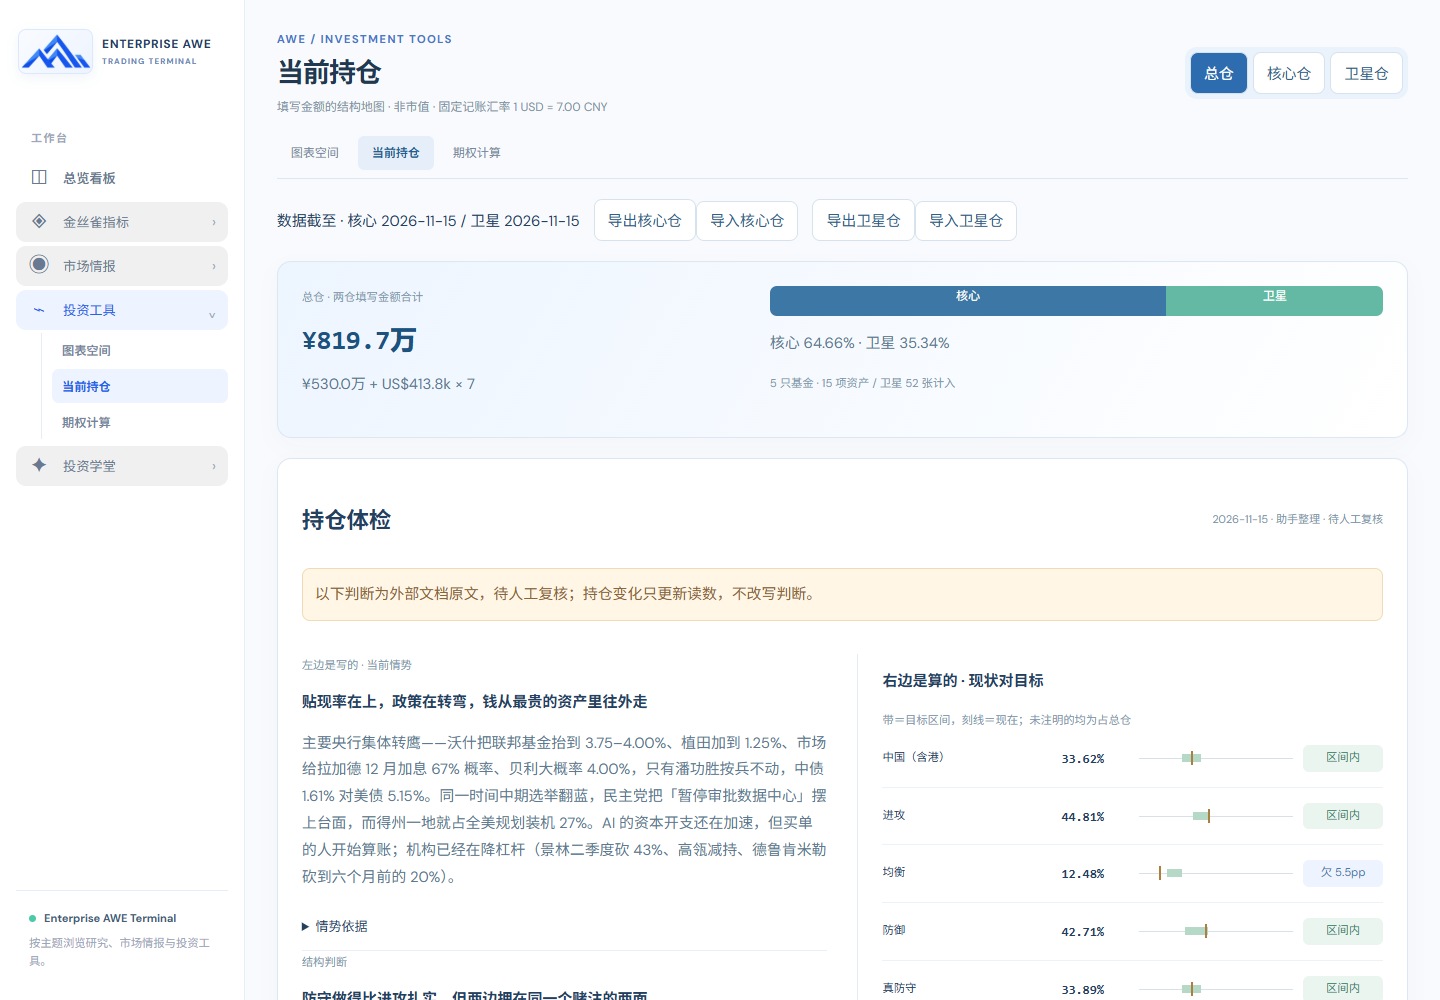 ENTERPRISE AWE
TRADING TERMINAL
工作台
总览看板
金丝雀指标
市场情报
投资工具
图表空间
当前持仓
期权计算
投资学堂
Enterprise AWE Terminal
按主题浏览研究、市场情报与投资工
具。
AWE / INVESTMENT TOOLS
当前持仓
填写金额的结构地图 · 非市值 · 固定记账汇率 1 USD = 7.00 CNY
总仓 核心仓 卫星仓
图表空间 当前持仓 期权计算
数据截至 · 核心 2026-11-15 / 卫星 2026-11-15 导出核心仓 导入核心仓 导出卫星仓 导入卫星仓
总仓 · 两仓填写金额合计
¥819.7万
¥530.0万 + US$413.8k × 7
核心 卫星
核心 64.66% · 卫星 35.34%
5 只基金 · 15 项资产 / 卫星 52 张计入
持仓体检
2026-11-15 · 助手整理 · 待人工复核
以下判断为外部文档原文，待人工复核；持仓变化只更新读数，不改写判断。
左边是写的 · 当前情势
贴现率在上，政策在转弯，钱从最贵的资产里往外走
主要央行集体转鹰——沃什把联邦基金抬到 3.75–4.00%、植田加到 1.25%、市场
给拉加德 12 月加息 67% 概率、贝利大概率 4.00%，只有潘功胜按兵不动，中债
1.61% 对美债 5.15%。同一时间中期选举翻蓝，民主党把「暂停审批数据中心」摆
上台面，而得州一地就占全美规划装机 27%。AI 的资本开支还在加速，但买单
的人开始算账；机构已经在降杠杆（景林二季度砍 43%、高瓴减持、德鲁肯米勒
砍到六个月前的 20%）。
情势依据
结构判断
防守做得比进攻扎实，但两边押在同一个赌注的两面
右边是算的 · 现状对目标
带＝目标区间，刻线＝现在；未注明的均为占总仓
中国（含港） 33.62% 区间内
进攻 44.81% 区间内
均衡 12.48% 欠 5.5pp
防御 42.71% 区间内
真防守 33.89% 区间内